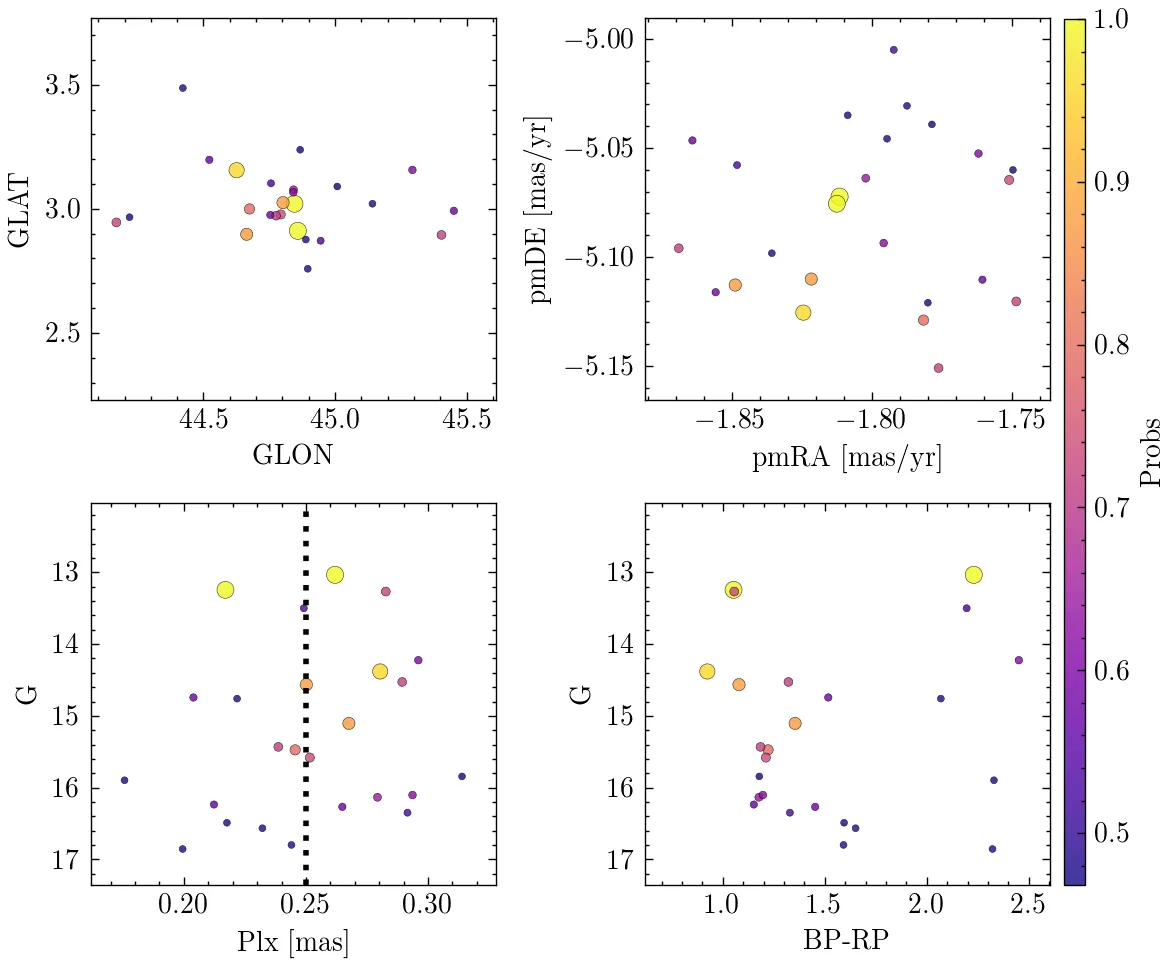 3.5
3.0
2.5
GLAT
44.5 45.0 45.5
GLON
−5.00
−5.05
−5.10
−5.15
pmDE [mas/yr]
−1.85 −1.80 −1.75
pmRA [mas/yr]
1.0
0.9
0.8
0.7
0.6
0.5
Probs
13
14
15
16
17
G
0.20 0.25 0.30
Plx [mas]
13
14
15
16
17
G
1.0 1.5 2.0 2.5
BP-RP